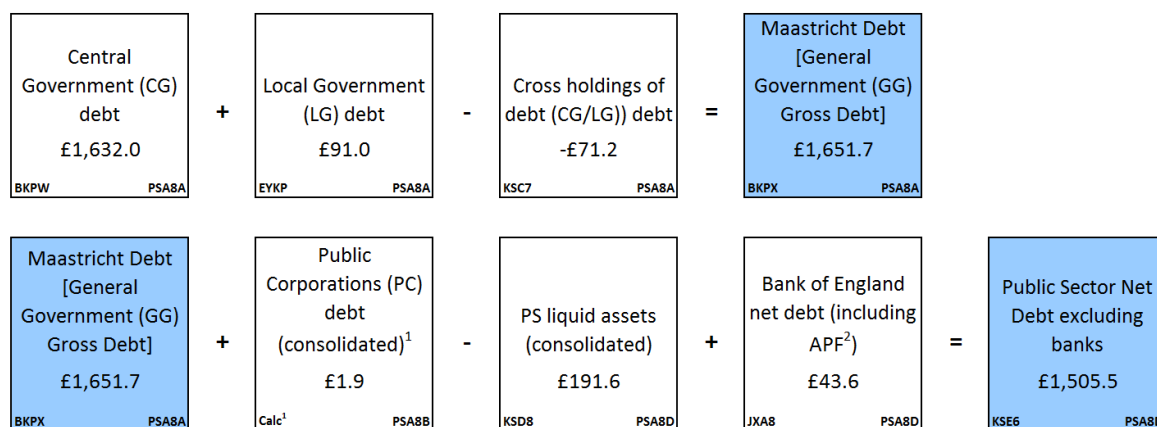 Central
Government (CG)
debt
£1,632.0
BKPW PSA8A
+
Local Government
(LG) debt
£91.0
EYKP PSA8A
-
Cross holdings of
debt (CG/LG)) debt
-£71.2
KSC7 PSA8A
=
Maastricht Debt
[General
Government (GG)
Gross Debt]
£1,651.7
BKPX PSA8A
Maastricht Debt
[General
Government (GG)
Gross Debt]
£1,651.7
BKPX PSA8A
+
Public
Corporations (PC)
debt
(consolidated)¹
£1.9
Calc¹ PSA8B
-
PS liquid assets
(consolidated)
£191.6
KSD8 PSA8D
+
Bank of England
net debt (including
APF²)
£43.6
JXA8 PSA8D
=
Public Sector Net
Debt excluding
banks
£1,505.5
KSE6